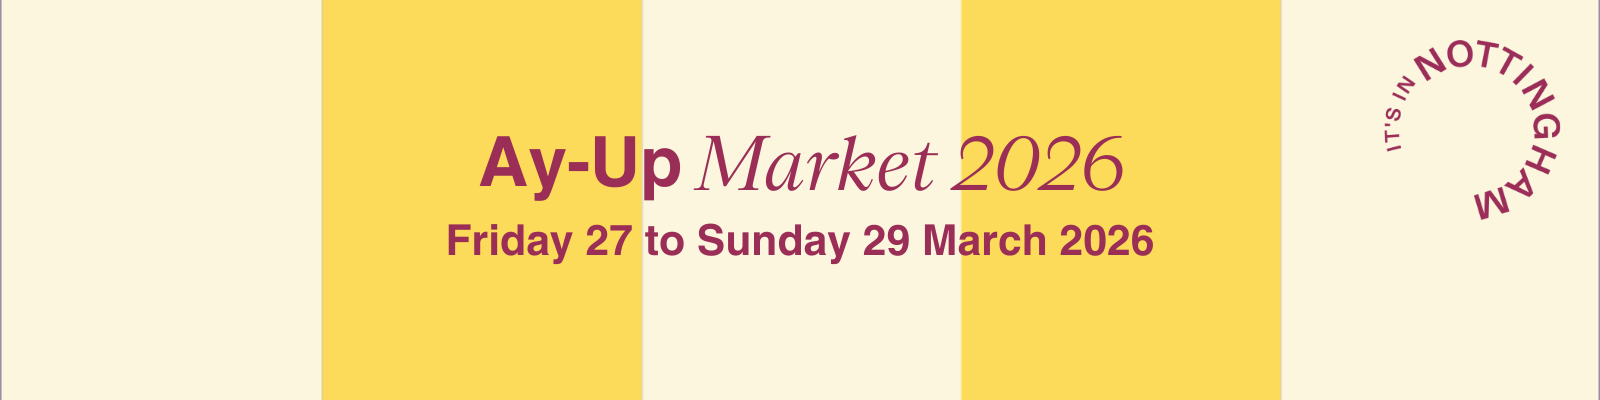 Ay-Up Market 2026
Friday 27 to Sunday 29 March 2026
IT'S IN NOTTINGHAM